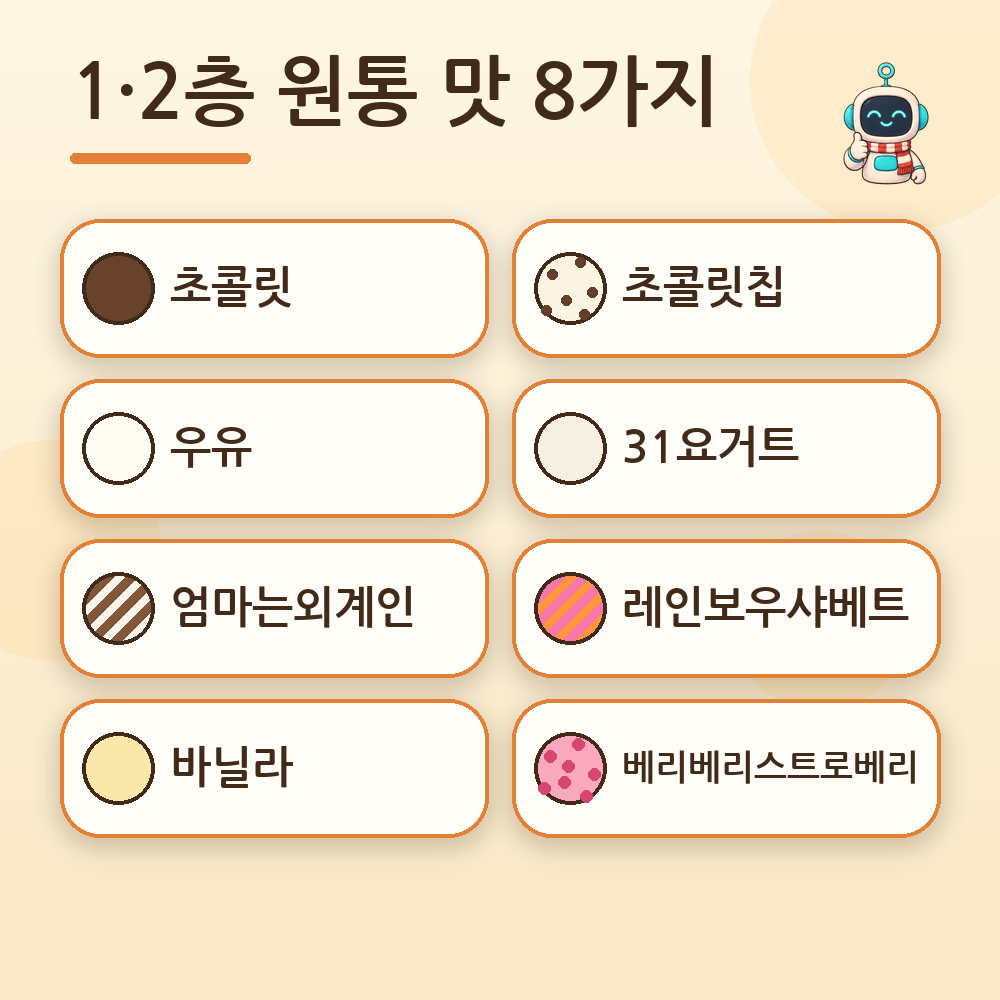 1·2층 원통 맛 8가지
초콜릿
초콜릿칩
우유
31요거트
엄마는외계인
레인보우샤베트
바닐라
베리베리스트로베리